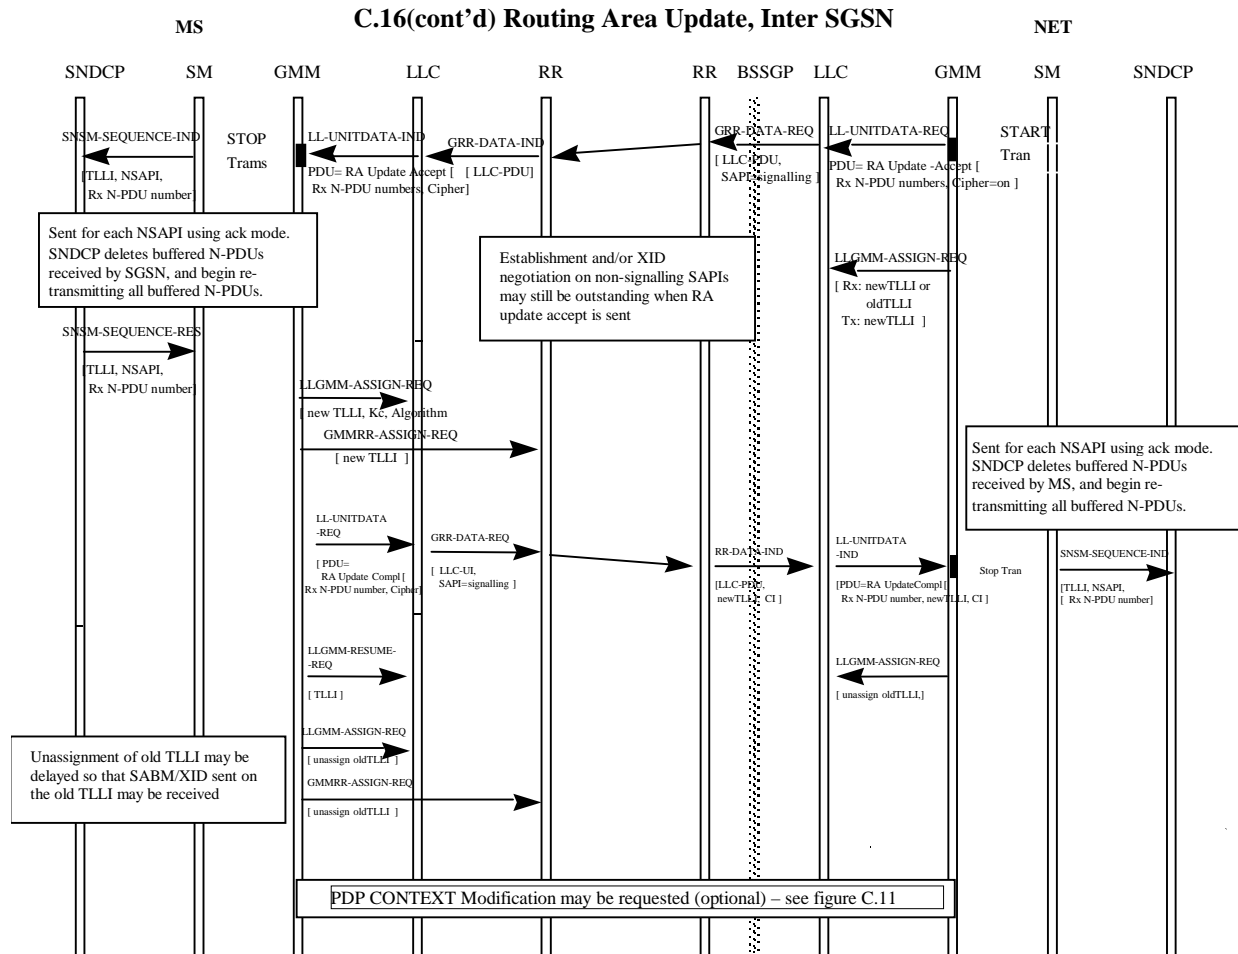 C.16(cont’d) Routing Area Update, Inter SGSN
MS
NET
SNDCP SM GMM LLC RR RR BSSGP LLC GMM SM SNDCP
SNSM-SEQUENCE-IND
[TLLI, NSAPI,
Rx N-PDU number]
STOP
Trams
LL-UNITDATA-IND
PDU= RA Update Accept [
Rx N-PDU numbers, Cipher]
GRR-DATA-IND
[ LLC-PDU]
GRR-DATA-REQ
[ LLC-PDU,
SAPI=signalling ]
LL-UNITDATA-REQ
PDU= RA Update -Accept [
Rx N-PDU numbers, Cipher=on ]
START
Tran
Sent for each NSAPI using ack mode.
SNDCP deletes buffered N-PDUs
received by SGSN, and begin re-
transmitting all buffered N-PDUs.
Establishment and/or XID
negotiation on non-signalling SAPIs
may still be outstanding when RA
update accept is sent
LLGMM-ASSIGN-REQ
[ Rx: newTLLI or
oldTLLI
Tx: newTLLI ]
SNSM-SEQUENCE-RES
[TLLI, NSAPI,
Rx N-PDU number]
LLGMM-ASSIGN-REQ
[ new TLLI, Kc, Algorithm
GMMRR-ASSIGN-REQ
[ new TLLI ]
Sent for each NSAPI using ack mode.
SNDCP deletes buffered N-PDUs
received by MS, and begin re-
transmitting all buffered N-PDUs.
LL-UNITDATA
-REQ
[ PDU=
RA Update Compl [
Rx N-PDU number, Cipher]
GRR-DATA-REQ
[ LLC-UI,
SAPI=signalling ]
RR-DATA-IND
[LLC-PDU,
newTLLI, CI ]
LL-UNITDATA
-IND
[PDU=RA UpdateCompl [
Rx N-PDU number, newTLLI, CI ]
Stop Tran
SNSM-SEQUENCE-IND
[TLLI, NSAPI,
[ Rx N-PDU number]
LLGMM-RESUME-
-REQ
[ TLLI ]
LLGMM-ASSIGN-REQ
[ unassign oldTLLI,]
LLGMM-ASSIGN-REQ
[ unassign oldTLLI ]
GMMRR-ASSIGN-REQ
[ unassign oldTLLI ]
Unassignment of old TLLI may be
delayed so that SABM/XID sent on
the old TLLI may be received
PDP CONTEXT Modification may be requested (optional) – see figure C.11